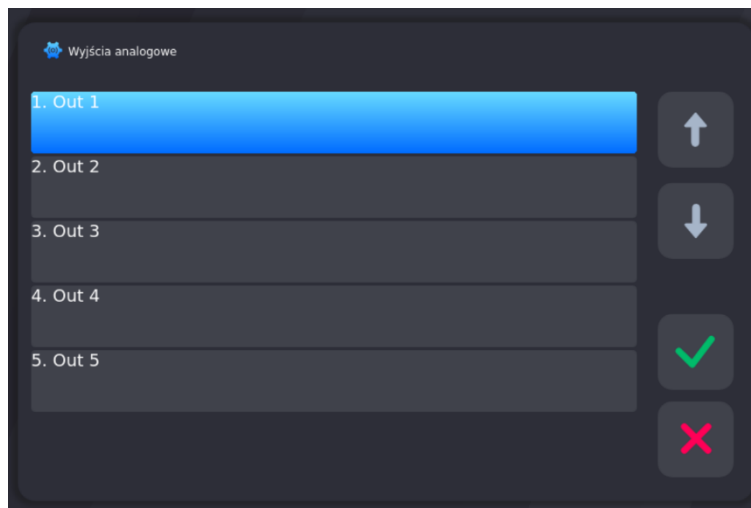 Wyjścia analogowe
1. Out 1
2. Out 2
3. Out 3
4. Out 4
5. Out 5